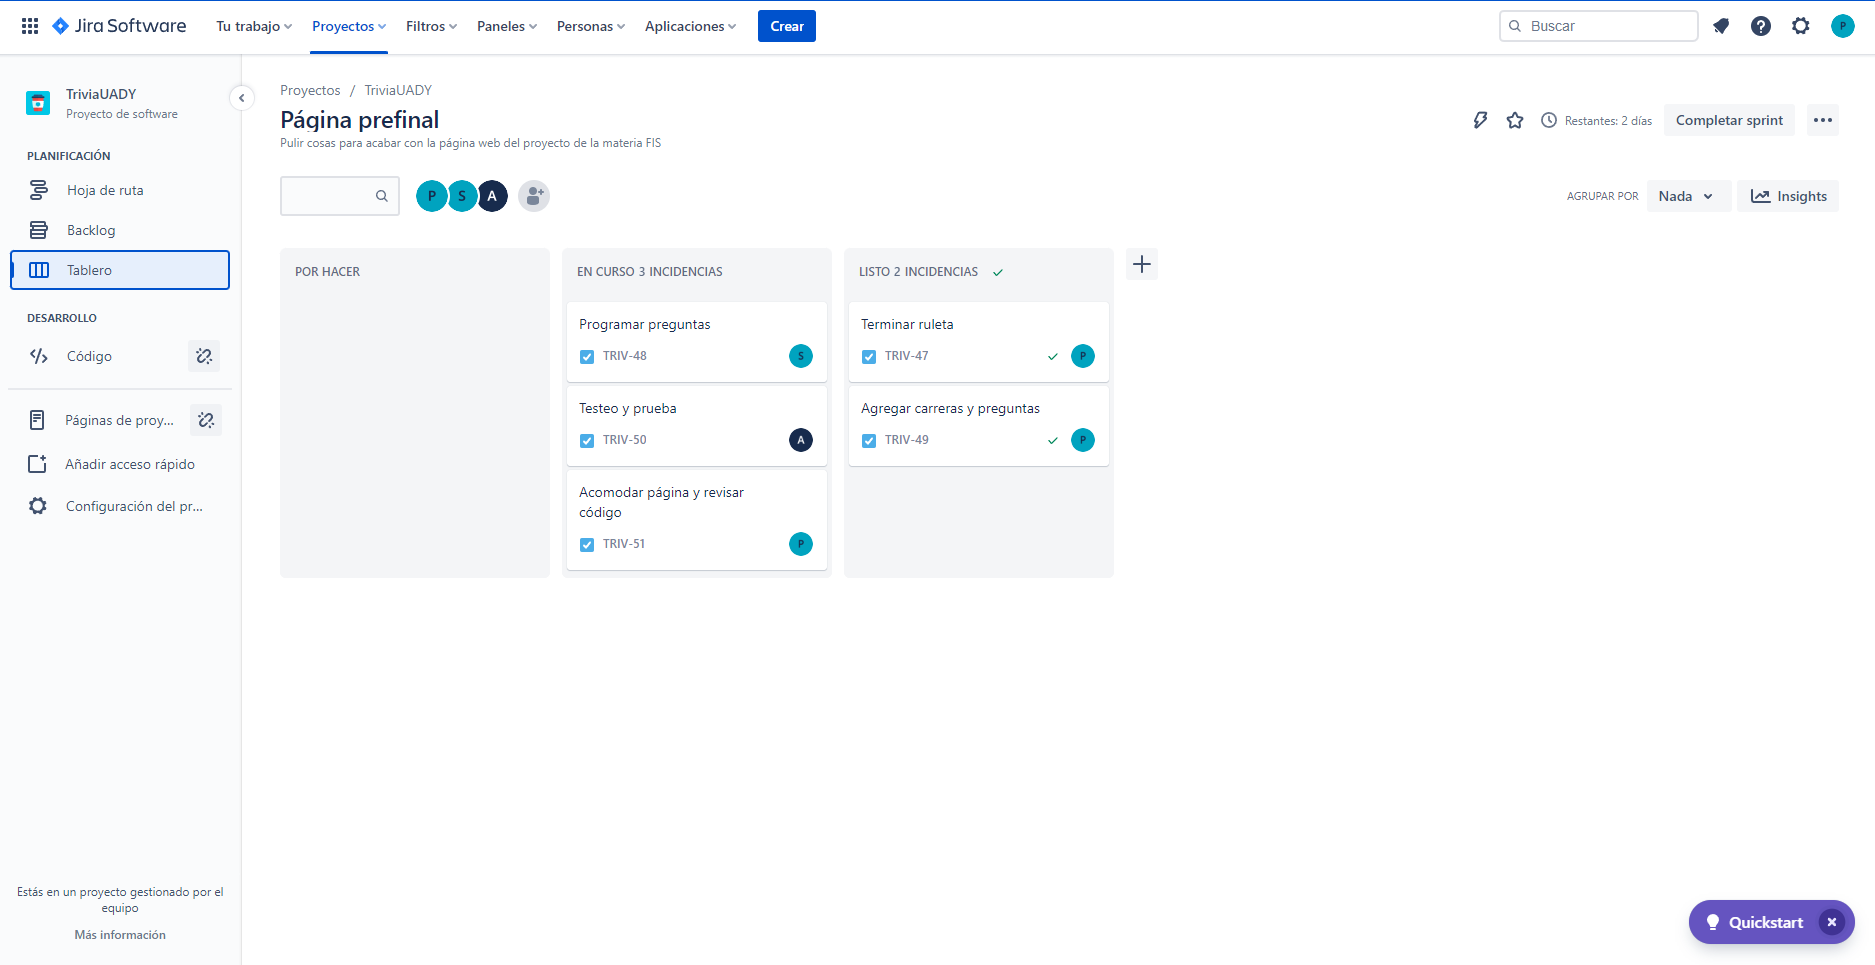 Jira Software Tu trabajo Proyectos Filtros Paneles Personas Aplicaciones Crear Buscar P
TriviaUADY
Proyecto de software
PLANIFICACIÓN
Hoja de ruta
Backlog
Tablero
DESARROLLO
Código
Páginas de proy...
Añadir acceso rápido
Configuración del pr...
Estás en un proyecto gestionado por el
equipo
Más información
Proyectos / TriviaUADY
Página prefinal
Pulir cosas para acabar con la página web del proyecto de la materia FIS
Restantes: 2 días Completar sprint
P S A
AGRUPAR POR Nada Insights
POR HACER
EN CURSO 3 INCIDENCIAS
Programar preguntas
TRIV-48 S
Testeo y prueba
TRIV-50 A
Acomodar página y revisar
código
TRIV-51 P
LISTO 2 INCIDENCIAS
Terminar ruleta
TRIV-47 P
Agregar carreras y preguntas
TRIV-49 P
Quickstart